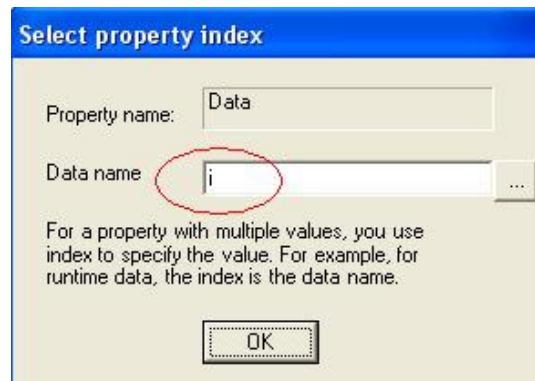 Select property index
Property name: Data
Data name i ...
For a property with multiple values, you use
index to specify the value. For example, for
runtime data, the index is the data name.
OK